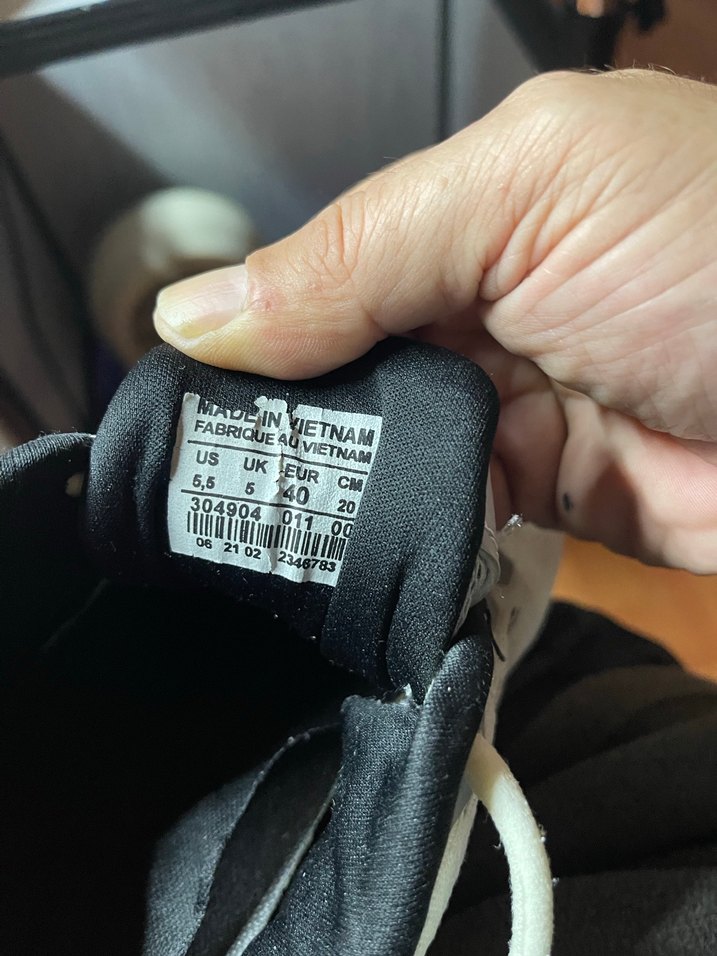 MADE IN VIETNAM
FABRIQUE AU VIETNAM
US UK EUR CM
5,5 5 40 20
304904 011 00
06 21 02 2346783